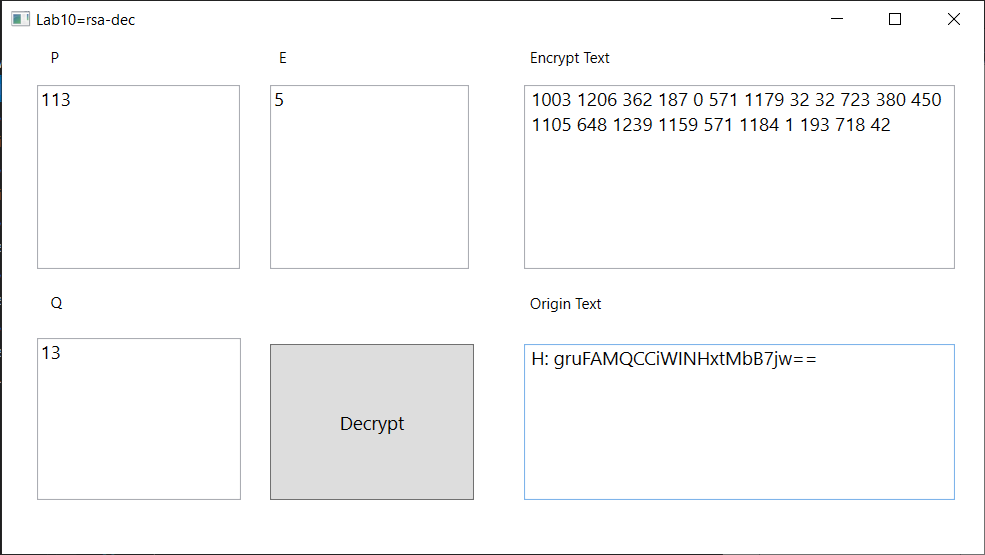 Lab10=rsa-dec
P
E
Encrypt Text
113
5
1003 1206 362 187 0 571 1179 32 32 723 380 450
1105 648 1239 1159 571 1184 1 193 718 42
Q
Origin Text
13
Decrypt
H: gruFAMQCCiWINHxtMbB7jw==